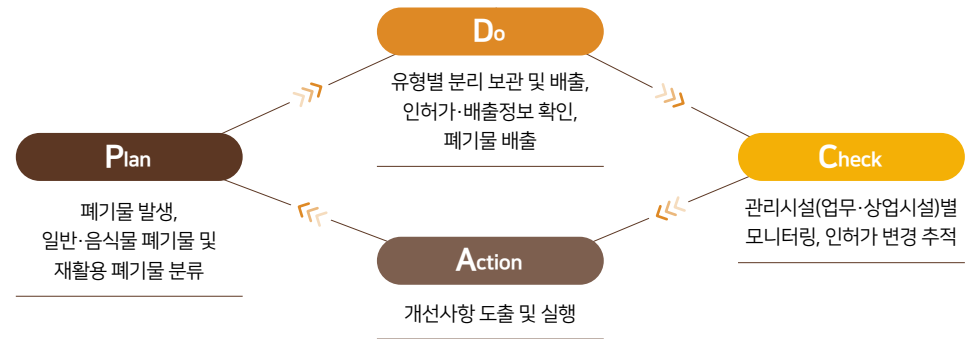 Plan
폐기물 발생,
일반·음식물 폐기물 및
재활용 폐기물 분류
Do
유형별 분리 보관 및 배출,
인허가·배출정보 확인,
폐기물 배출
Check
관리시설(업무·상업시설)별
모니터링, 인허가 변경 추적
Action
개선사항 도출 및 실행